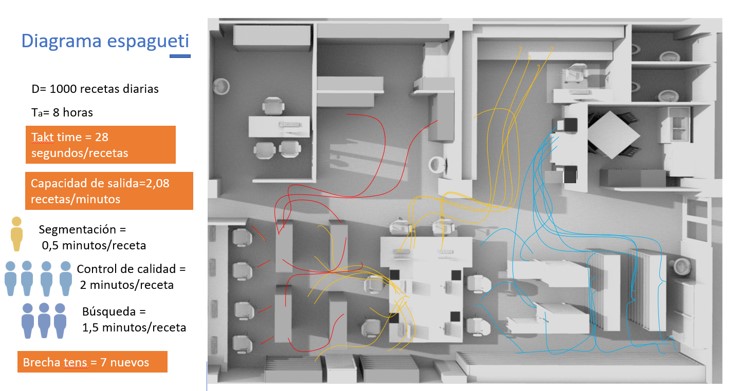 Diagrama espagueti
D= 1000 recetas diarias
Ta= 8 horas
Takt time = 28
segundos/recetas
Capacidad de salida=2,08
recetas/minutos
Segmentación =
0,5 minutos/receta
Control de calidad =
2 minutos/receta
Búsqueda =
1,5 minutos/receta
Brecha tens = 7 nuevos